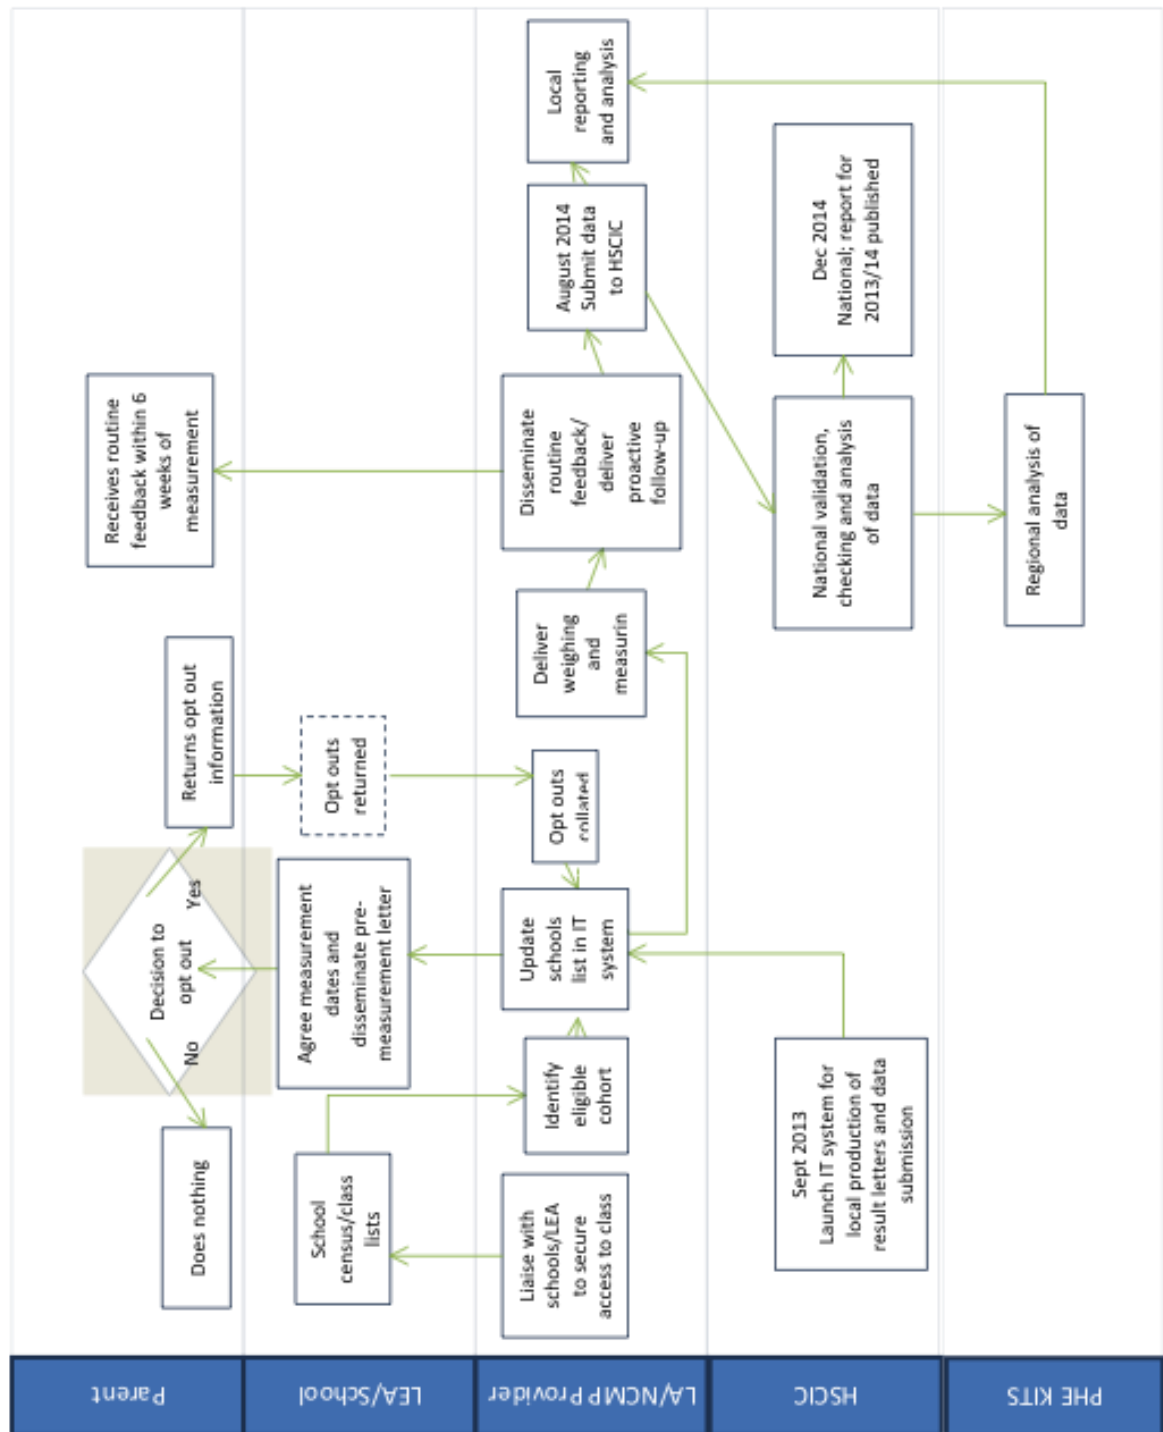 Parent
Does nothing
Decision to
opt out
No
Yes
Returns opt out
information
Receives routine
feedback within 6
weeks of
measurement
LEA/School
School
census/class
lists
Agree measurement
dates and
disseminate pre-
measurement letter
Opt outs
returned
LA/NCMP Provider
Liaise with
schools/LEA
to secure
access to class
Identify
eligible
cohort
Update
schools
list in IT
system
Opt outs
collated
Deliver
weighing
and
measurin
Disseminate
routine
feedback/
deliver
proactive
follow-up
August 2014
Submit data
to HSCIC
Local
reporting
and analysis
HSCIC
Sept 2013
Launch IT system for
local production of
result letters and data
submission
National validation,
checking and analysis
of data
Dec 2014
National; report for
2013/14 published
PHE KITS
Regional analysis of
data